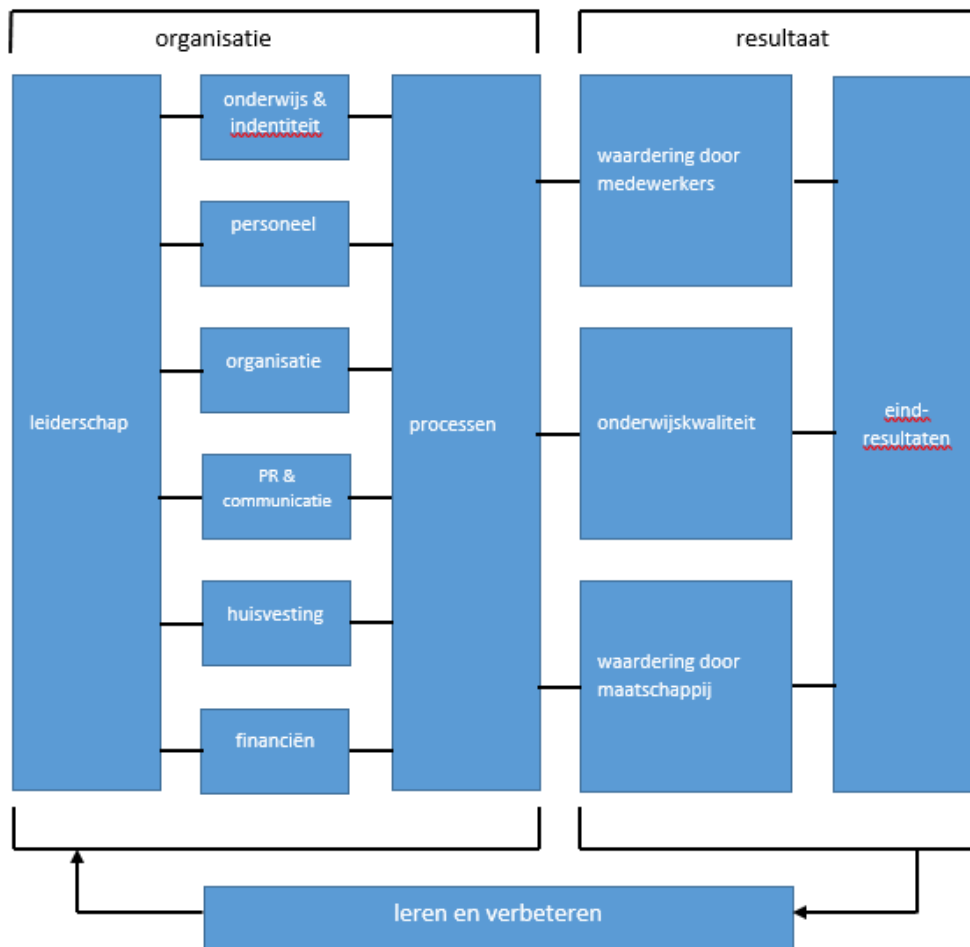 organisatie
resultaat
leiderschap
onderwijs &
indentiteit
personeel
organisatie
PR &
communicatie
huisvesting
financiën
processen
waardering door
medewerkers
onderwijskwaliteit
waardering door
maatschappij
eind-
resultaten
leren en verbeteren